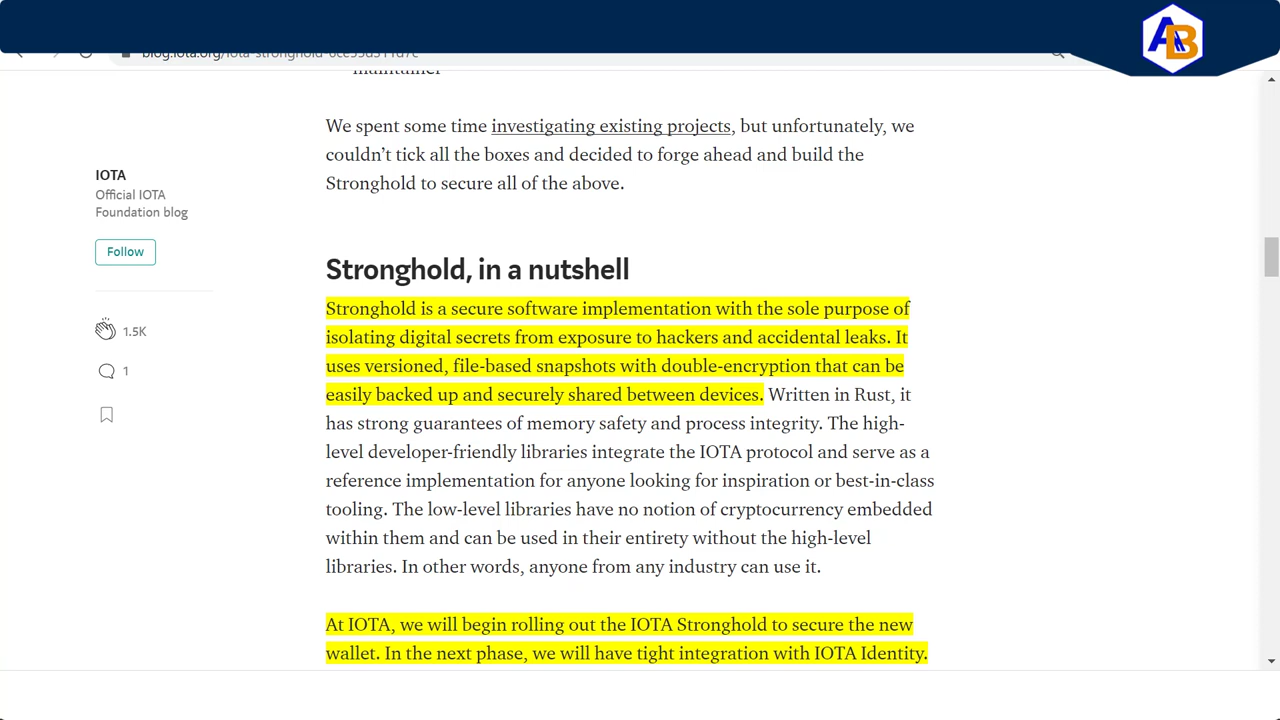 AB
maintainer
We spent some time investigating existing projects, but unfortunately, we
couldn’t tick all the boxes and decided to forge ahead and build the
Stronghold to secure all of the above.
IOTA
Official IOTA
Foundation blog
Follow
1.5K
1
Stronghold, in a nutshell
Stronghold is a secure software implementation with the sole purpose of
isolating digital secrets from exposure to hackers and accidental leaks. It
uses versioned, file-based snapshots with double-encryption that can be
easily backed up and securely shared between devices. Written in Rust, it
has strong guarantees of memory safety and process integrity. The high-
level developer-friendly libraries integrate the IOTA protocol and serve as a
reference implementation for anyone looking for inspiration or best-in-class
tooling. The low-level libraries have no notion of cryptocurrency embedded
within them and can be used in their entirety without the high-level
libraries. In other words, anyone from any industry can use it.
At IOTA, we will begin rolling out the IOTA Stronghold to secure the new
wallet. In the next phase, we will have tight integration with IOTA Identity.